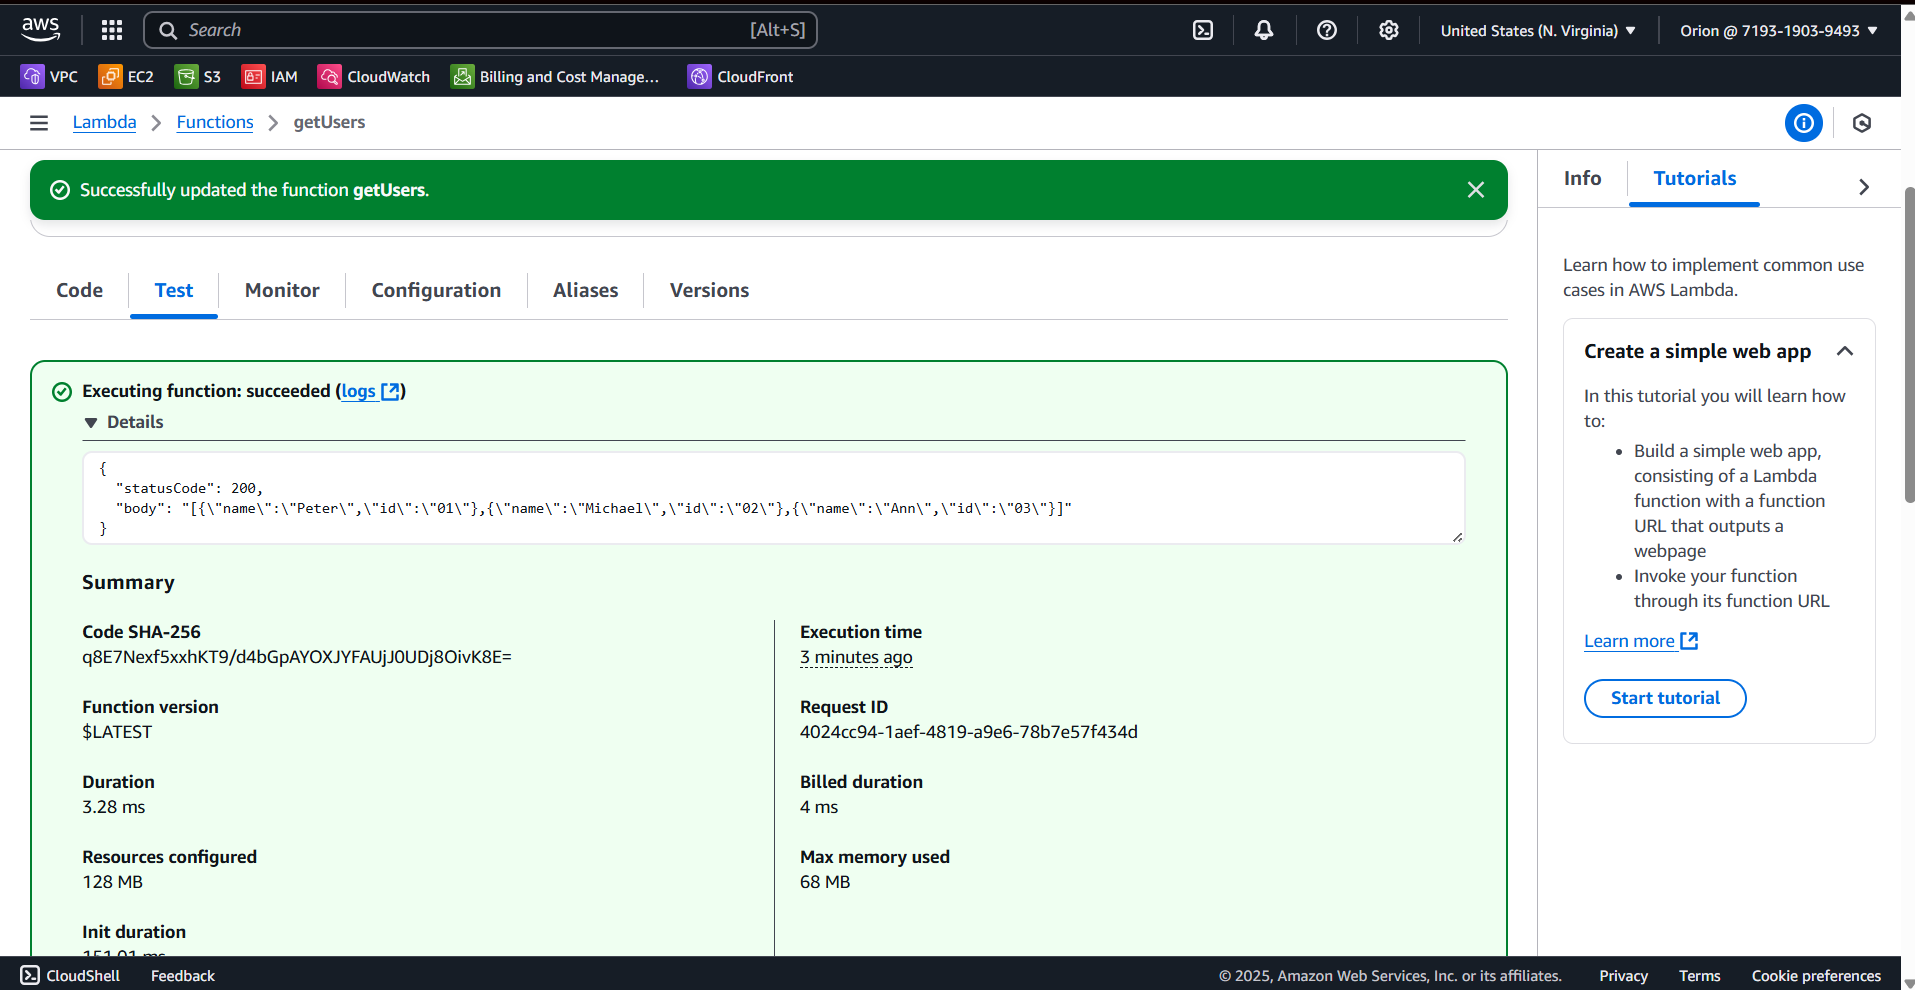 aws
Search [Alt+S]
United States (N. Virginia) ▼
Orion @ 7193-1903-9493 ▼
VPC
EC2
S3
IAM
CloudWatch
Billing and Cost Manage...
CloudFront
Lambda > Functions > getUsers
Successfully updated the function getUsers.
Code
Test
Monitor
Configuration
Aliases
Versions
Executing function: succeeded (logs)
▼ Details
{
"statusCode": 200,
"body": "[{\"name\":\"Peter\",\"id\":\"01\"},{\"name\":\"Michael\",\"id\":\"02\"},{\"name\":\"Ann\",\"id\":\"03\"}]"
}
Summary
Code SHA-256
q8E7Nexf5xxhKT9/d4bGpAYOXJYFAUjJ0UDj8OivK8E=
Execution time
3 minutes ago
Function version
$LATEST
Request ID
4024cc94-1aef-4819-a9e6-78b7e57f434d
Duration
3.28 ms
Billed duration
4 ms
Resources configured
128 MB
Max memory used
68 MB
Init duration
151.01 ms
Info
Tutorials
Learn how to implement common use
cases in AWS Lambda.
Create a simple web app
In this tutorial you will learn how
to:
• Build a simple web app,
consisting of a Lambda
function with a function
URL that outputs a
webpage
• Invoke your function
through its function URL
Learn more
Start tutorial
CloudShell
Feedback
© 2025, Amazon Web Services, Inc. or its affiliates.
Privacy
Terms
Cookie preferences